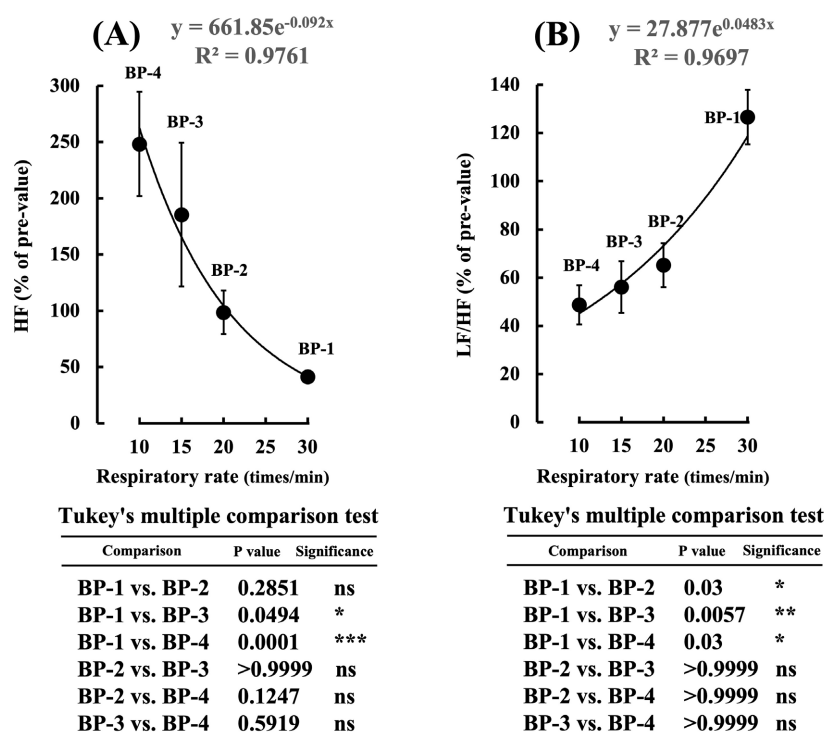 (A)
y = 661.85e^-0.092x
R² = 0.9761
HF (% of pre-value)
300
250
200
150
100
50
0
BP-4
BP-3
BP-2
BP-1
10 15 20 25 30
Respiratory rate (times/min)
Tukey's multiple comparison test
Comparison P value Significance
BP-1 vs. BP-2 0.2851 ns
BP-1 vs. BP-3 0.0494 *
BP-1 vs. BP-4 0.0001 ***
BP-2 vs. BP-3 >0.9999 ns
BP-2 vs. BP-4 0.1247 ns
BP-3 vs. BP-4 0.5919 ns
(B)
y = 27.877e^0.0483x
R² = 0.9697
LF/HF (% of pre-value)
140
120
100
80
60
40
20
0
BP-1
BP-2
BP-3
BP-4
10 15 20 25 30
Respiratory rate (times/min)
Tukey's multiple comparison test
Comparison P value Significance
BP-1 vs. BP-2 0.03 *
BP-1 vs. BP-3 0.0057 **
BP-1 vs. BP-4 0.03 *
BP-2 vs. BP-3 >0.9999 ns
BP-2 vs. BP-4 >0.9999 ns
BP-3 vs. BP-4 >0.9999 ns